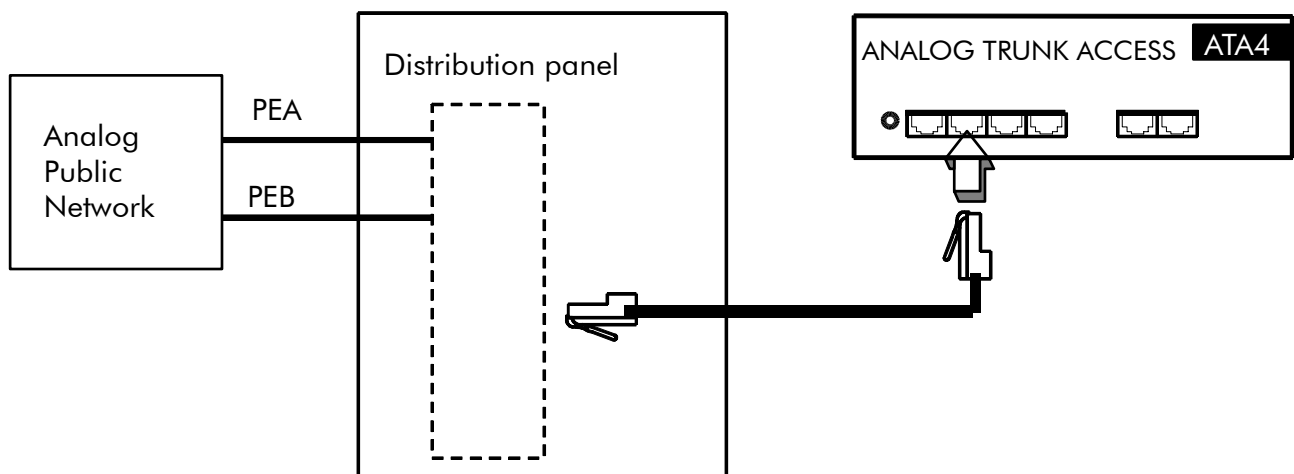 Analog
Public
Network
PEA
PEB
Distribution panel
ANALOG TRUNK ACCESS ATA4